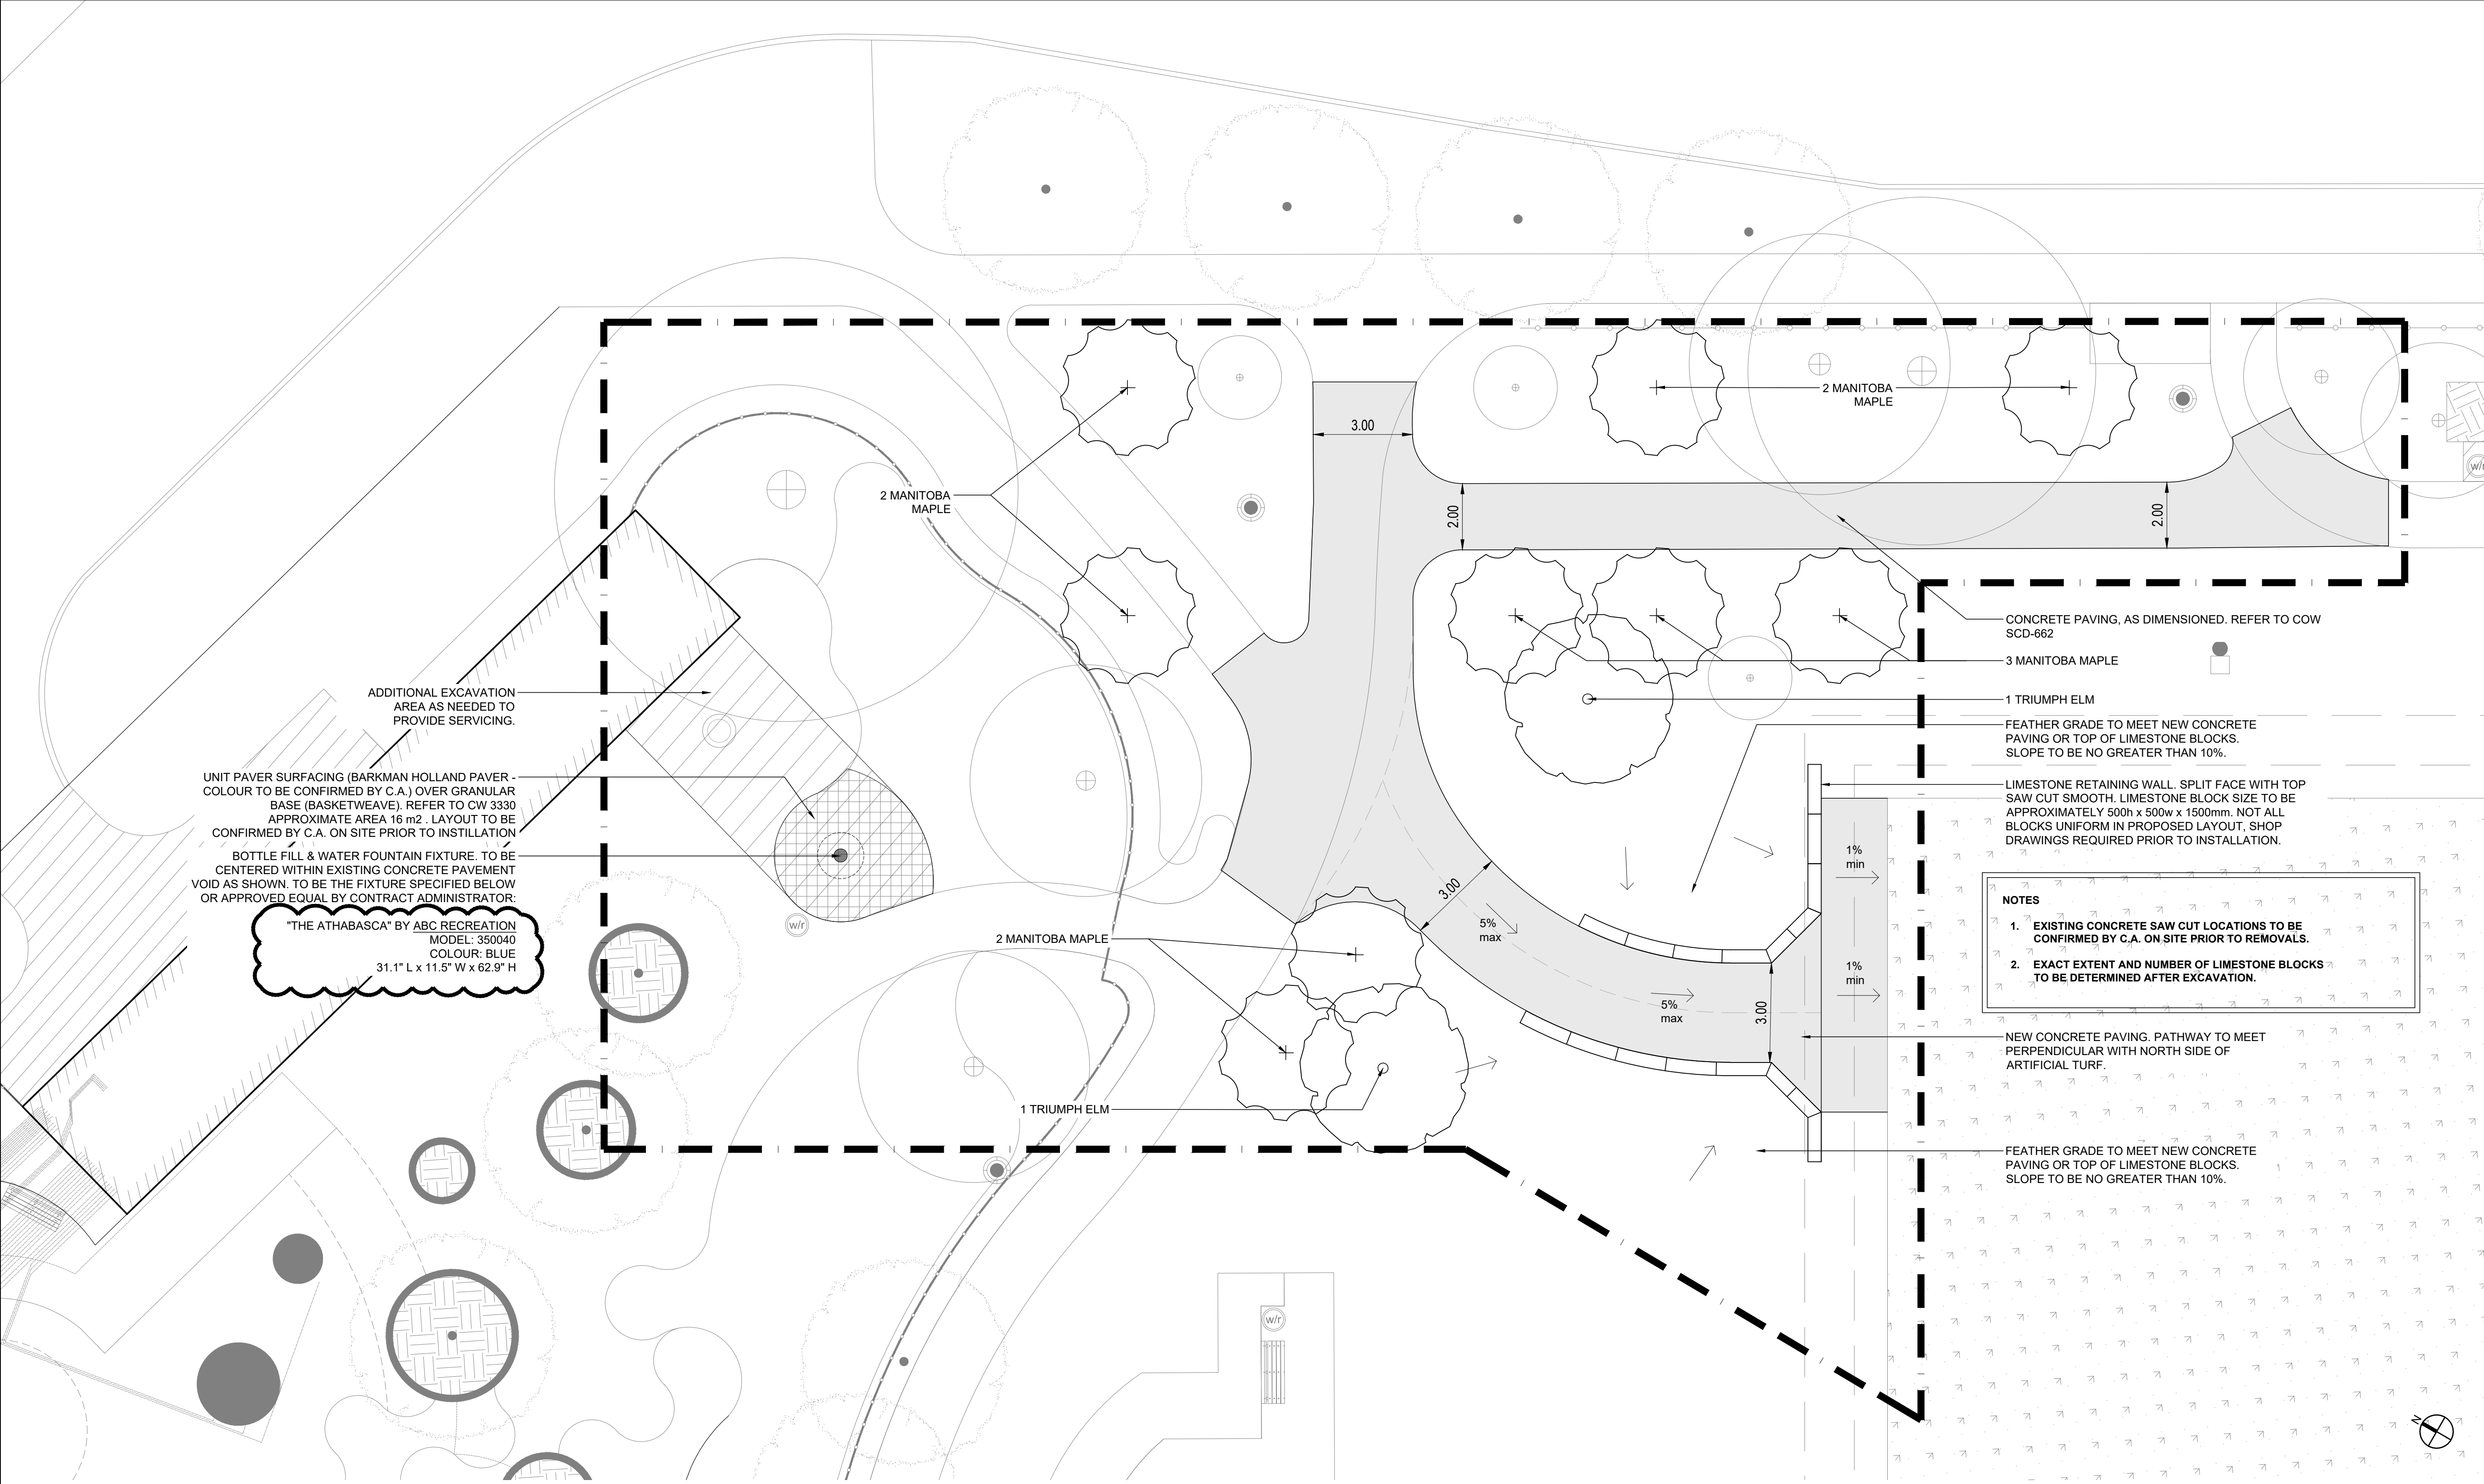 3.00
2 MANITOBA
MAPLE
2 MANITOBA
MAPLE
2.00
2.00
w/r
CONCRETE PAVING, AS DIMENSIONED. REFER TO COW
SCD-662
3 MANITOBA MAPLE
1 TRIUMPH ELM
FEATHER GRADE TO MEET NEW CONCRETE
PAVING OR TOP OF LIMESTONE BLOCKS.
SLOPE TO BE NO GREATER THAN 10%.
LIMESTONE RETAINING WALL. SPLIT FACE WITH TOP
SAW CUT SMOOTH. LIMESTONE BLOCK SIZE TO BE
APPROXIMATELY 500h x 500w x 1500mm. NOT ALL
BLOCKS UNIFORM IN PROPOSED LAYOUT, SHOP
DRAWINGS REQUIRED PRIOR TO INSTALLATION.
ADDITIONAL EXCAVATION
AREA AS NEEDED TO
PROVIDE SERVICING.
UNIT PAVER SURFACING (BARKMAN HOLLAND PAVER -
COLOUR TO BE CONFIRMED BY C.A.) OVER GRANULAR
BASE (BASKETWEAVE). REFER TO CW 3330
APPROXIMATE AREA 16 m2 . LAYOUT TO BE
CONFIRMED BY C.A. ON SITE PRIOR TO INSTILLATION
BOTTLE FILL & WATER FOUNTAIN FIXTURE. TO BE
CENTERED WITHIN EXISTING CONCRETE PAVEMENT
VOID AS SHOWN. TO BE THE FIXTURE SPECIFIED BELOW
OR APPROVED EQUAL BY CONTRACT ADMINISTRATOR:
"THE ATHABASCA" BY ABC RECREATION
MODEL: 350040
COLOUR: BLUE
31.1" L x 11.5" W x 62.9" H
w/r
1%
min
3.00
5%
max
2 MANITOBA MAPLE
1%
min
5%
max
3.00
NOTES
1. EXISTING CONCRETE SAW CUT LOCATIONS TO BE
CONFIRMED BY C.A. ON SITE PRIOR TO REMOVALS.
2. EXACT EXTENT AND NUMBER OF LIMESTONE BLOCKS
TO BE DETERMINED AFTER EXCAVATION.
NEW CONCRETE PAVING. PATHWAY TO MEET
PERPENDICULAR WITH NORTH SIDE OF
ARTIFICIAL TURF.
1 TRIUMPH ELM
FEATHER GRADE TO MEET NEW CONCRETE
PAVING OR TOP OF LIMESTONE BLOCKS.
SLOPE TO BE NO GREATER THAN 10%.
w/r
N